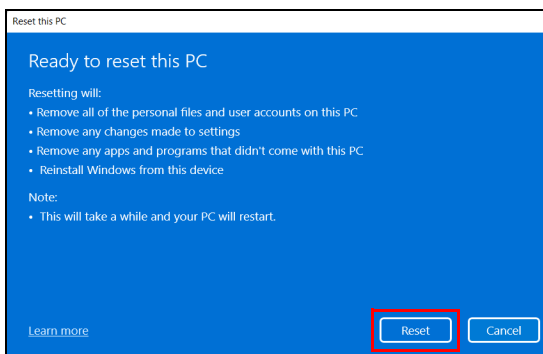 Reset this PC
Ready to reset this PC
Resetting will:
• Remove all of the personal files and user accounts on this PC
• Remove any changes made to settings
• Remove any apps and programs that didn't come with this PC
• Reinstall Windows from this device
Note:
• This will take a while and your PC will restart.
Learn more
Reset
Cancel